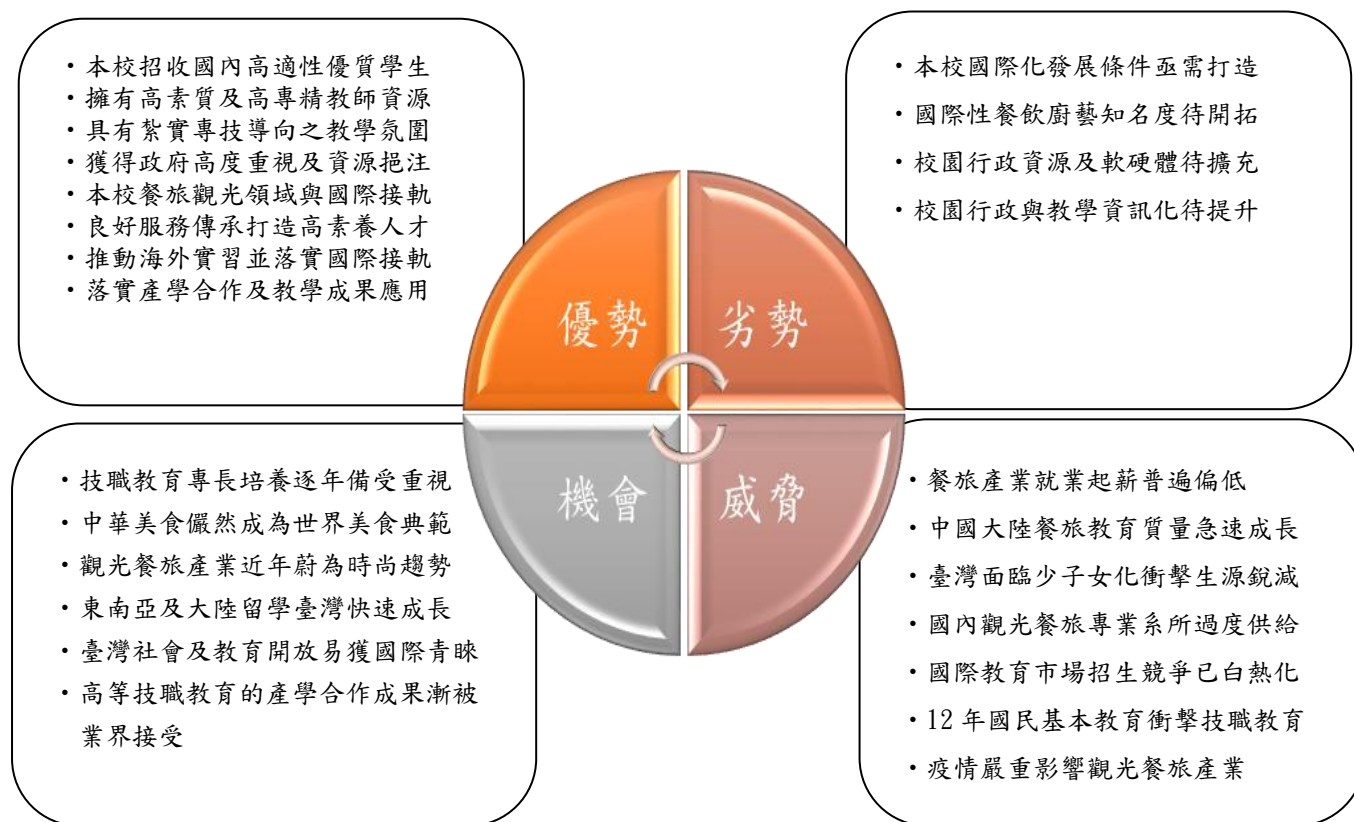 ・本校招收國內高適性優質學生
・擁有高素質及高專精教師資源
・具有紮實專技導向之教學氛圍
・獲得政府高度重視及資源挹注
・本校餐旅觀光領域與國際接軌
・良好服務傳承打造高素養人才
・推動海外實習並落實國際接軌
・落實產學合作及教學成果應用
・本校國際化發展條件亟需打造
・國際性餐飲廚藝知名度待開拓
・校園行政資源及軟硬體待擴充
・校園行政與教學資訊化待提升
優勢
劣勢
機會
威脅
・技職教育專長培養逐年備受重視
・中華美食儼然成為世界美食典範
・觀光餐旅產業近年蔚為時尚趨勢
・東南亞及大陸留學臺灣快速成長
・臺灣社會及教育開放易獲國際青睞
・高等技職教育的產學合作成果漸被
業界接受
・餐旅產業就業起薪普遍偏低
・中國大陸餐旅教育質量急速成長
・臺灣面臨少子女化衝擊生源銳減
・國內觀光餐旅專業系所過度供給
・國際教育市場招生競爭已白熱化
・12 年國民基本教育衝擊技職教育
・疫情嚴重影響觀光餐旅產業